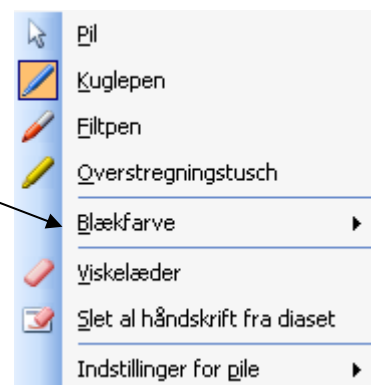 Pil
Kuglepen
Filtpen
Overstregningstusch
Blækfarve
Viskelæder
Slet al håndskrift fra diaset
Indstillinger for pile